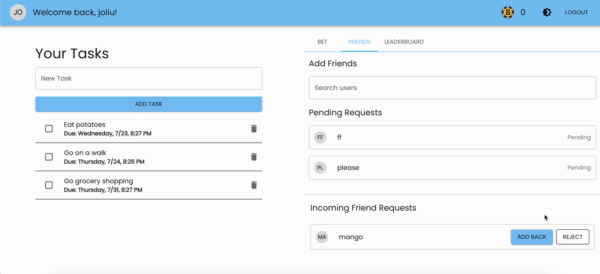 JO Welcome back, joliu! 0 LOGOUT
Your Tasks
New Task
ADD TASK
Eat potatoes
Due: Wednesday, 7/23, 8:27 PM
Go on a walk
Due: Thursday, 7/24, 8:26 PM
Go grocery shopping
Due: Thursday, 7/31, 8:27 PM
BET FRIENDS LEADERBOARD
Add Friends
Search users
Pending Requests
FF ff Pending
PL please Pending
Incoming Friend Requests
MA mango ADD BACK REJECT